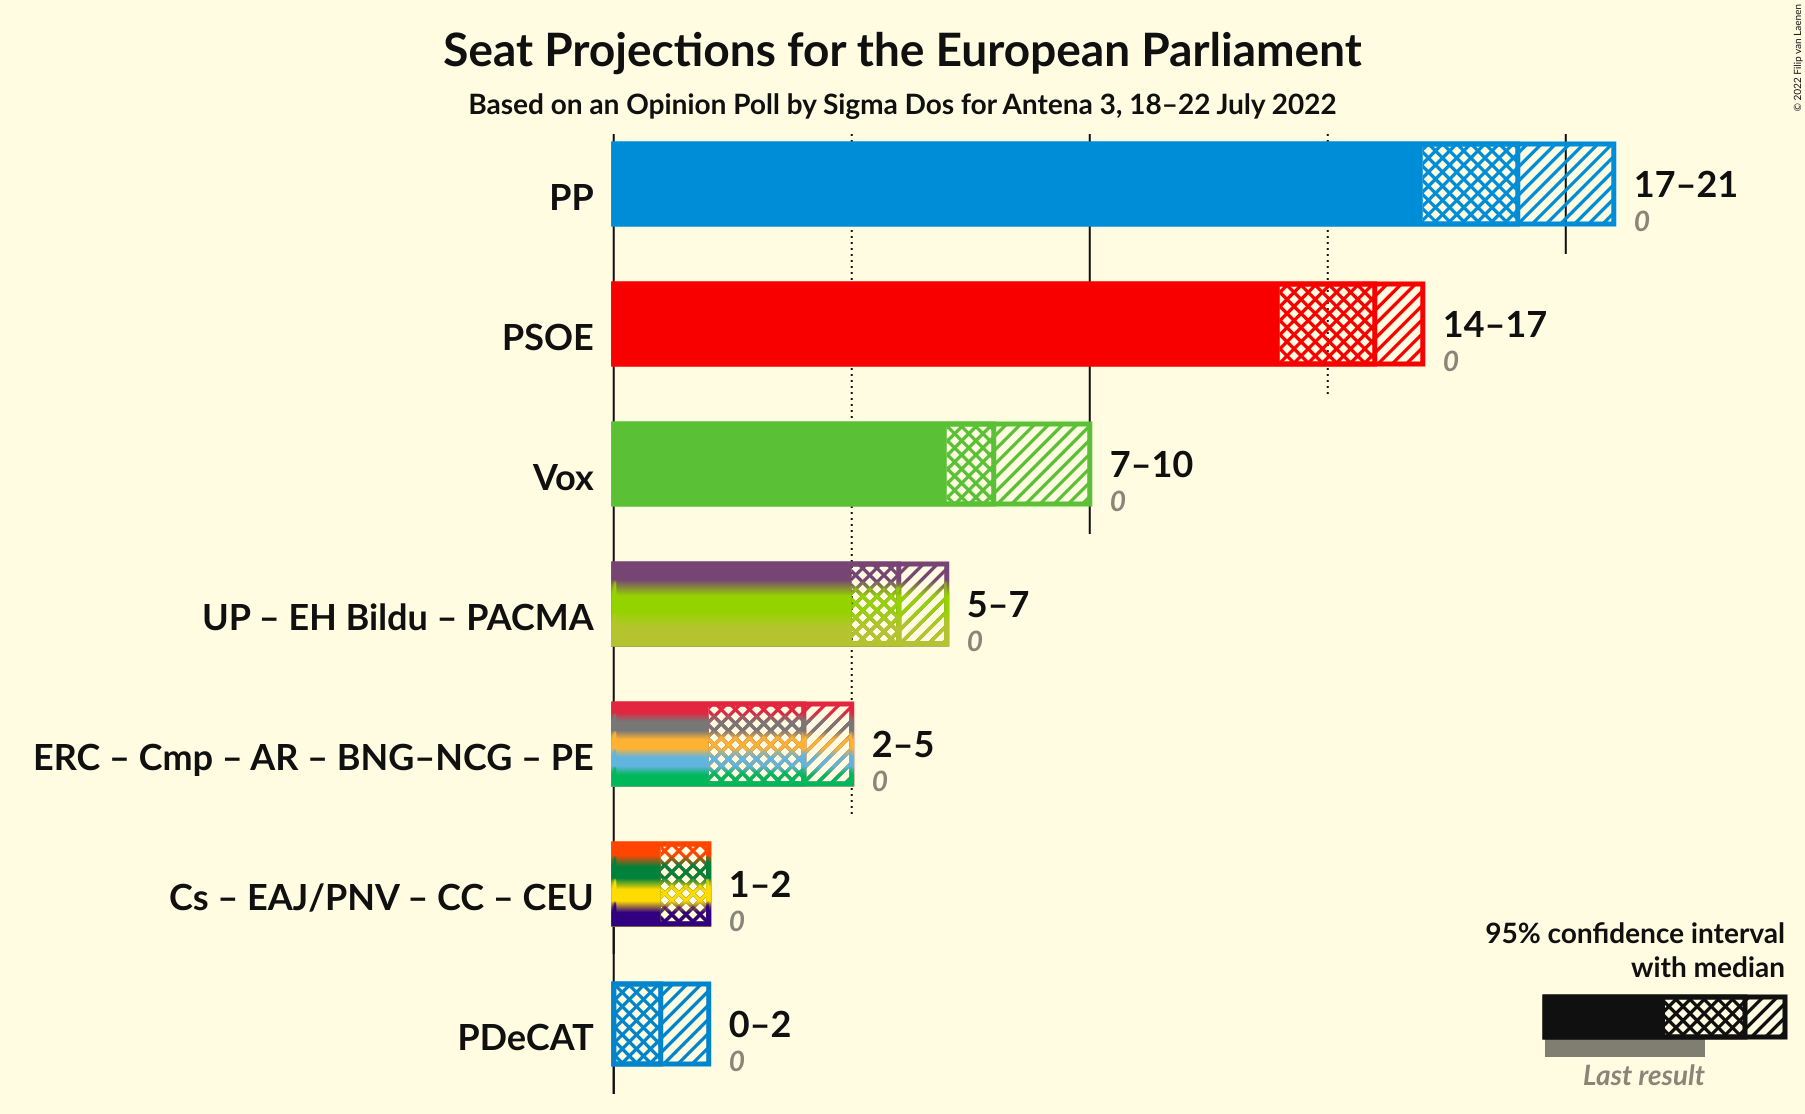 Seat Projections for the European Parliament
Based on an Opinion Poll by Sigma Dos for Antena 3, 18–22 July 2022
© 2022 Filip van Laenen
PP
17–21
0
PSOE
14–17
0
Vox
7–10
0
UP – EH Bildu – PACMA
5–7
0
ERC – Cmp – AR – BNG–NCG – PE
2–5
0
Cs – EAJ/PNV – CC – CEU
1–2
0
PDeCAT
0–2
0
95% confidence interval
with median
Last result